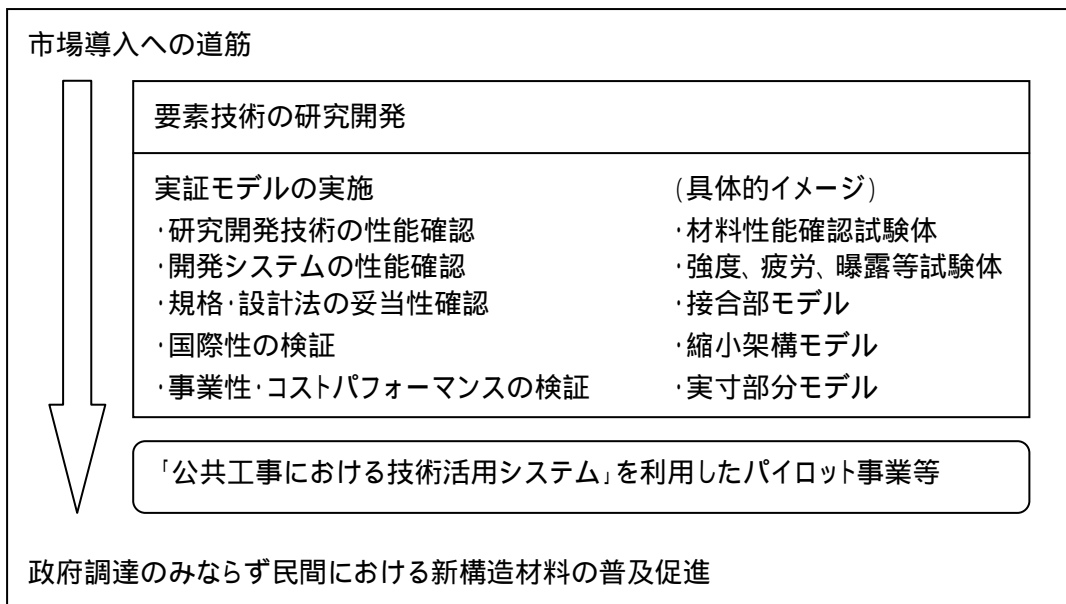 市場導入への道筋
要素技術の研究開発
実証モデルの実施 (具体的イメージ)
・研究開発技術の性能確認 ・材料性能確認試験体
・開発システムの性能確認 ・強度、疲労、曝露等試験体
・規格・設計法の妥当性確認 ・接合部モデル
・国際性の検証 ・縮小架構モデル
・事業性・コストパフォーマンスの検証 ・実寸部分モデル
「公共工事における技術活用システム」を利用したパイロット事業等
政府調達のみならず民間における新構造材料の普及促進